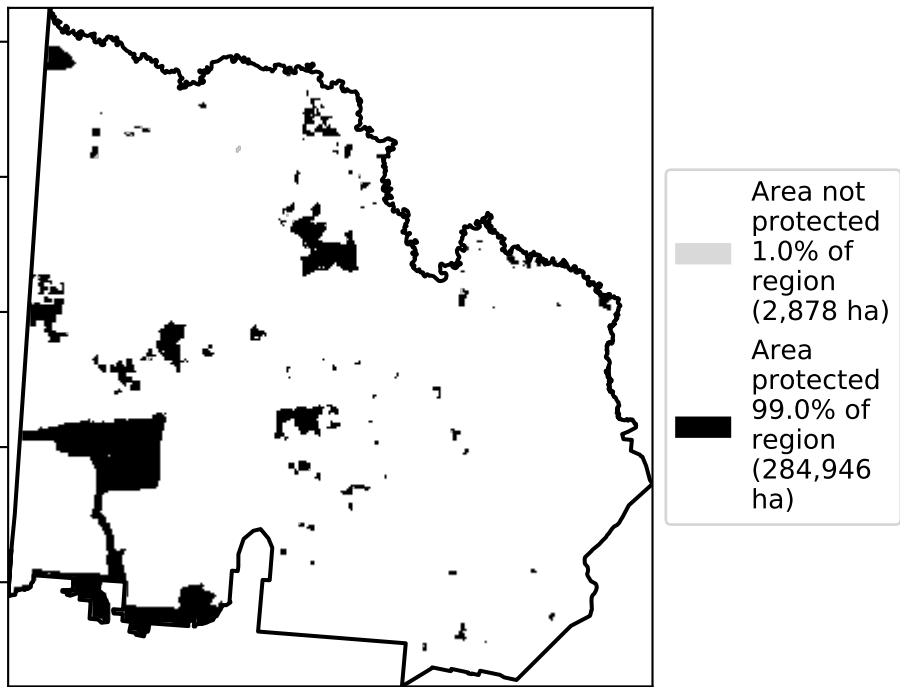 Area not
protected
1.0% of
region
(2,878 ha)
Area
protected
99.0% of
region
(284,946
ha)